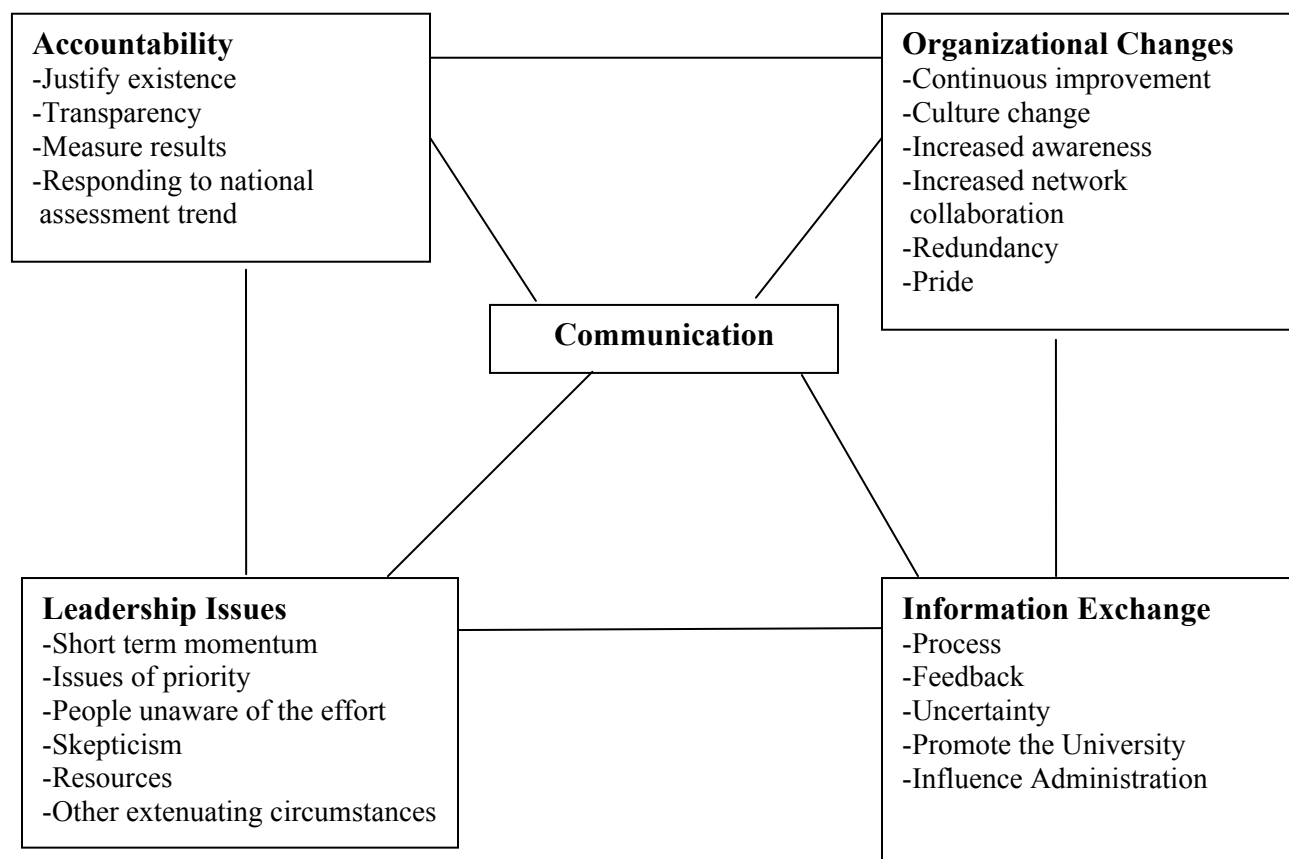 Accountability
-Justify existence
-Transparency
-Measure results
-Responding to national
assessment trend
Organizational Changes
-Continuous improvement
-Culture change
-Increased awareness
-Increased network
collaboration
-Redundancy
-Pride
Communication
Leadership Issues
-Short term momentum
-Issues of priority
-People unaware of the effort
-Skepticism
-Resources
-Other extenuating circumstances
Information Exchange
-Process
-Feedback
-Uncertainty
-Promote the University
-Influence Administration